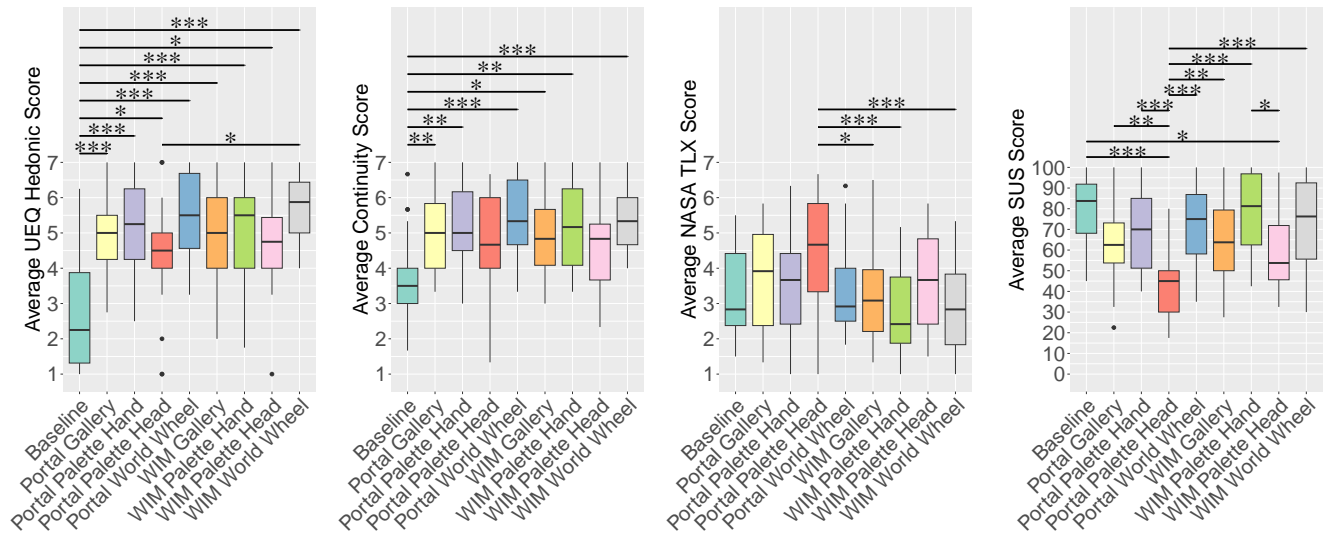 Average UEQ Hedonic Score
***
*
***
***
***
*
***
***
*
7
6
5
4
3
2
1
Baseline
Portal Gallery
Portal Palette Hand
Portal Palette Head
Portal World Wheel
WIM Gallery
WIM Palette Hand
WIM Palette Head
WIM World Wheel
Average Continuity Score
***
**
*
***
**
**
7
6
5
4
3
2
1
Baseline
Portal Gallery
Portal Palette Hand
Portal Palette Head
Portal World Wheel
WIM Gallery
WIM Palette Hand
WIM Palette Head
WIM World Wheel
Average NASA TLX Score
***
***
*
7
6
5
4
3
2
1
Baseline
Portal Gallery
Portal Palette Hand
Portal Palette Head
Portal World Wheel
WIM Gallery
WIM Palette Hand
WIM Palette Head
WIM World Wheel
Average SUS Score
***
***
**
***
***
*
**
*
***
100
90
80
70
60
50
40
30
20
10
0
Baseline
Portal Gallery
Portal Palette Hand
Portal Palette Head
Portal World Wheel
WIM Gallery
WIM Palette Hand
WIM Palette Head
WIM World Wheel